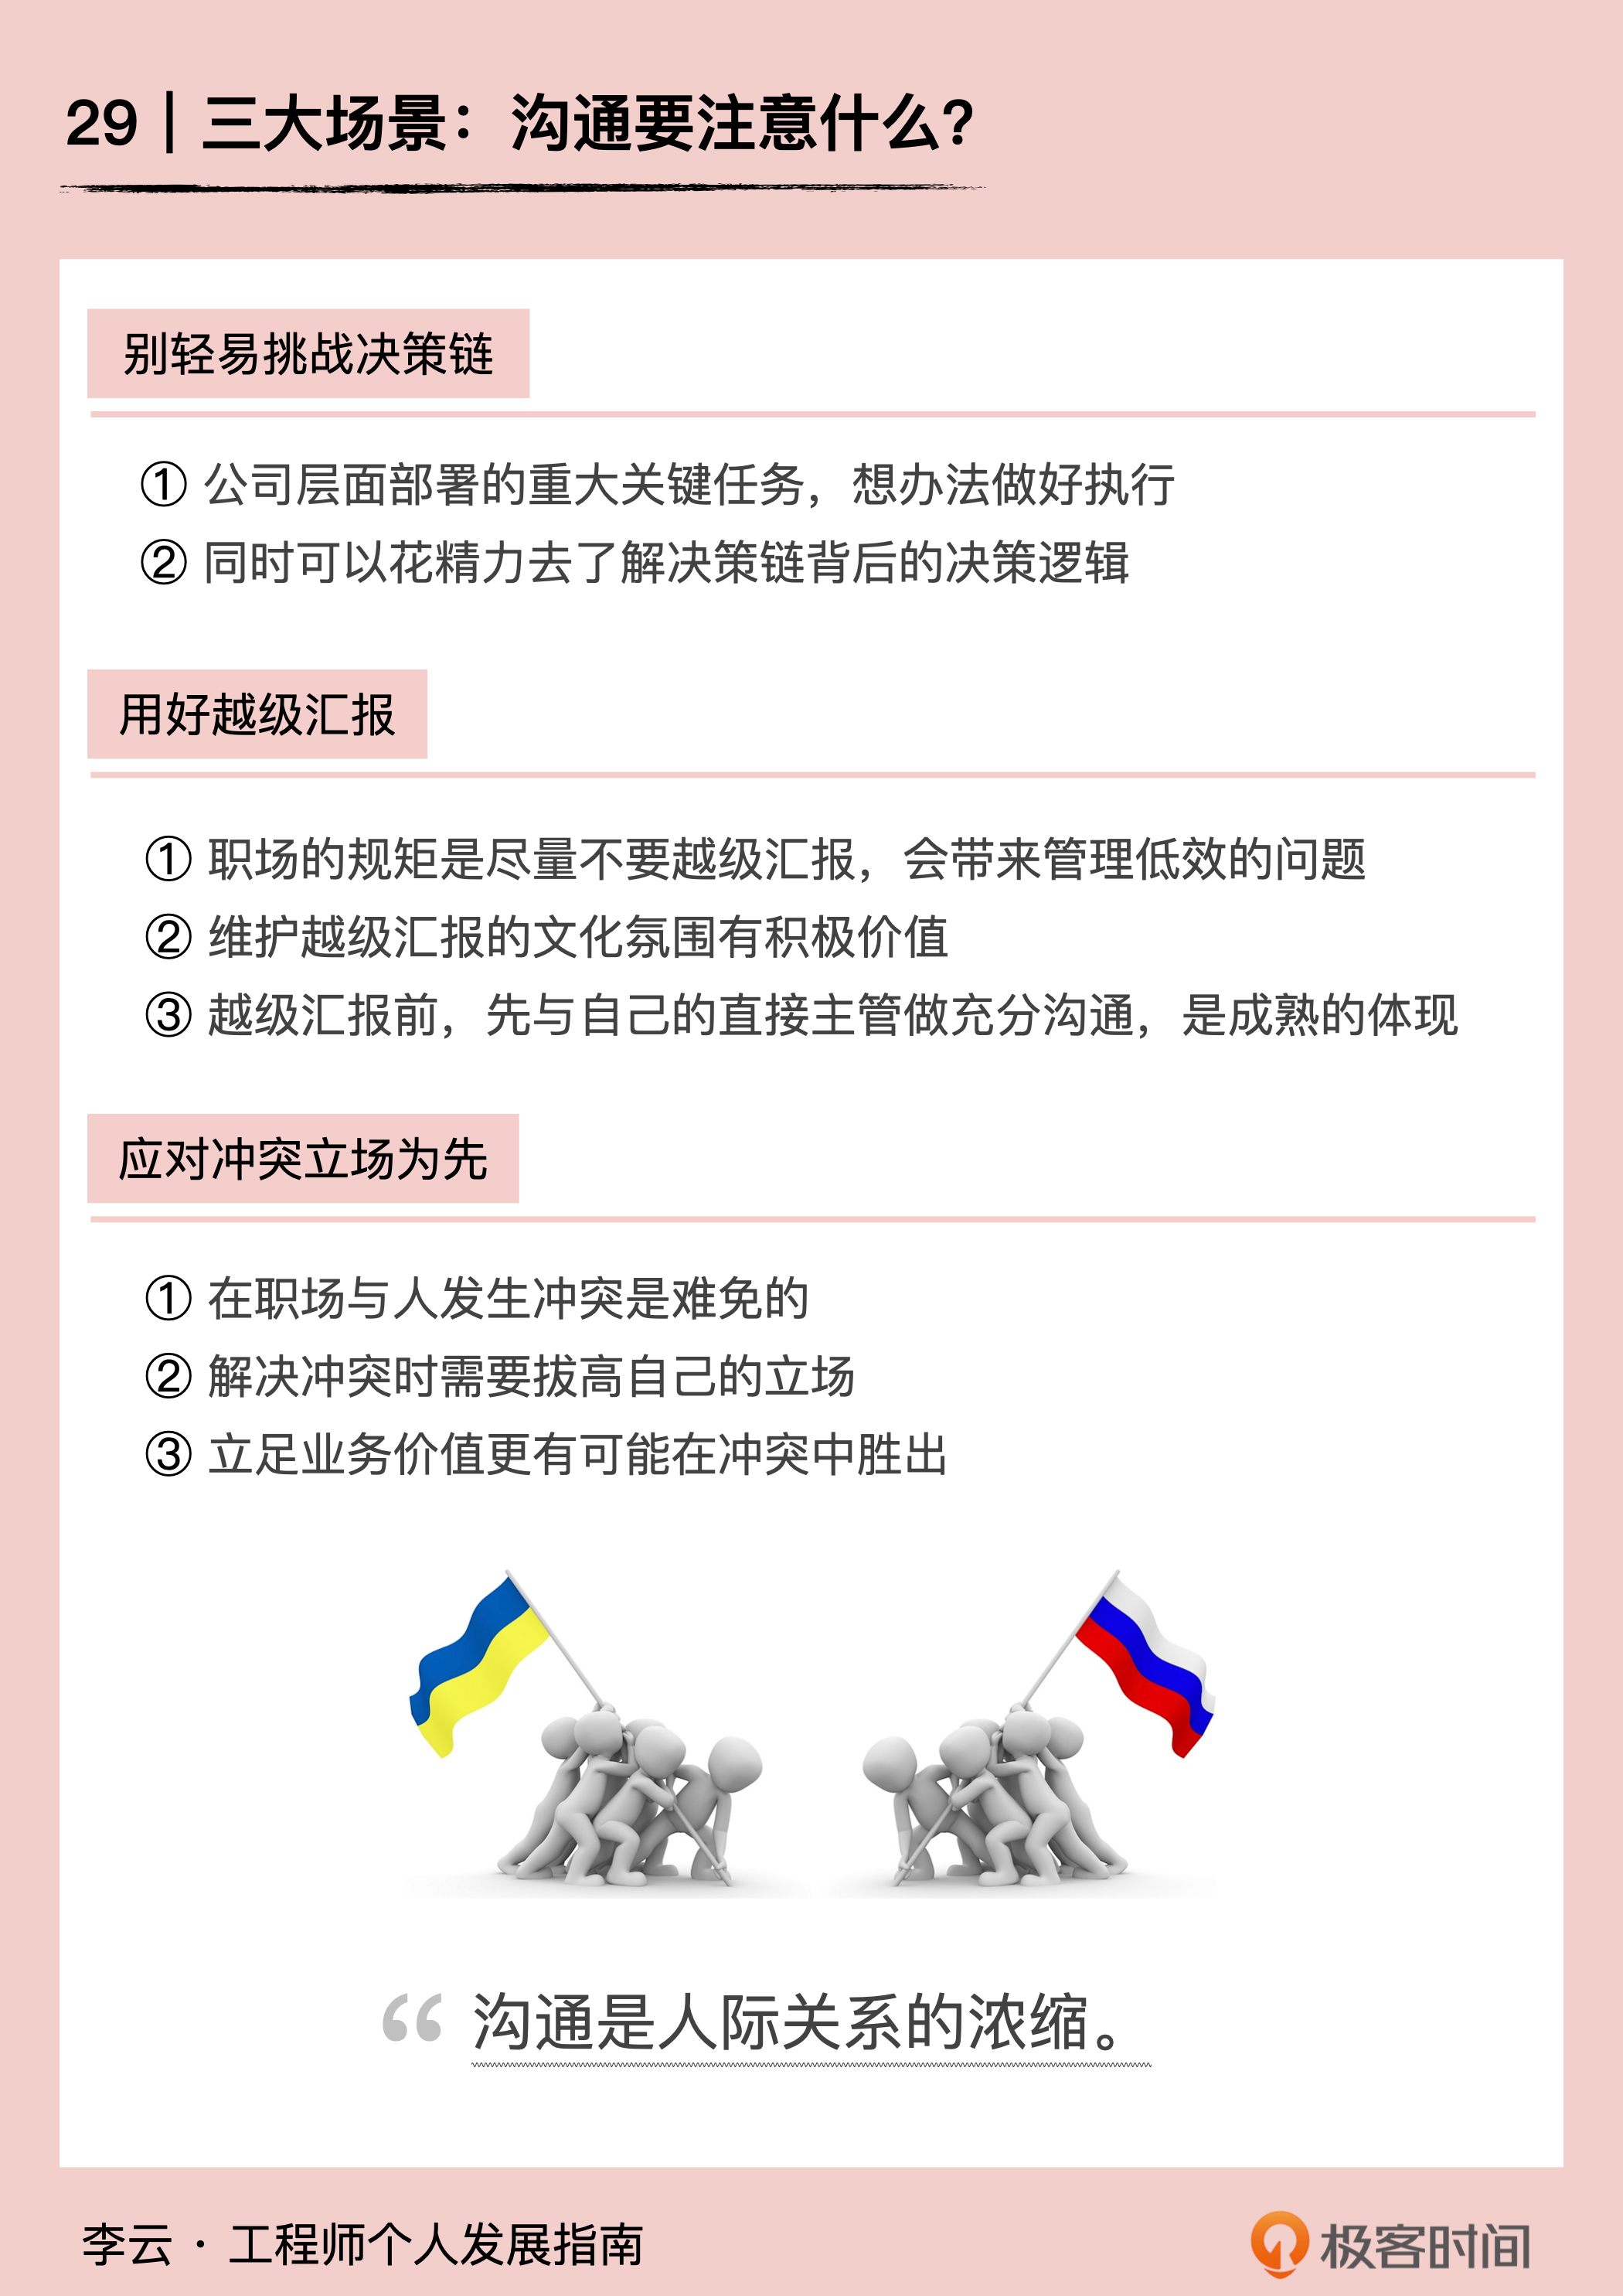 29｜三大场景：沟通要注意什么？
别轻易挑战决策链
① 公司层面部署的重大关键任务，想办法做好执行
② 同时可以花精力去了解决策链背后的决策逻辑
用好越级汇报
① 职场的规矩是尽量不要越级汇报，会带来管理低效的问题
② 维护越级汇报的文化氛围有积极价值
③ 越级汇报前，先与自己的直接主管做充分沟通，是成熟的体现
应对冲突立场为先
① 在职场与人发生冲突是难免的
② 解决冲突时需要拔高自己的立场
③ 立足业务价值更有可能在冲突中胜出
“ 沟通是人际关系的浓缩。
李云 · 工程师个人发展指南
极客时间